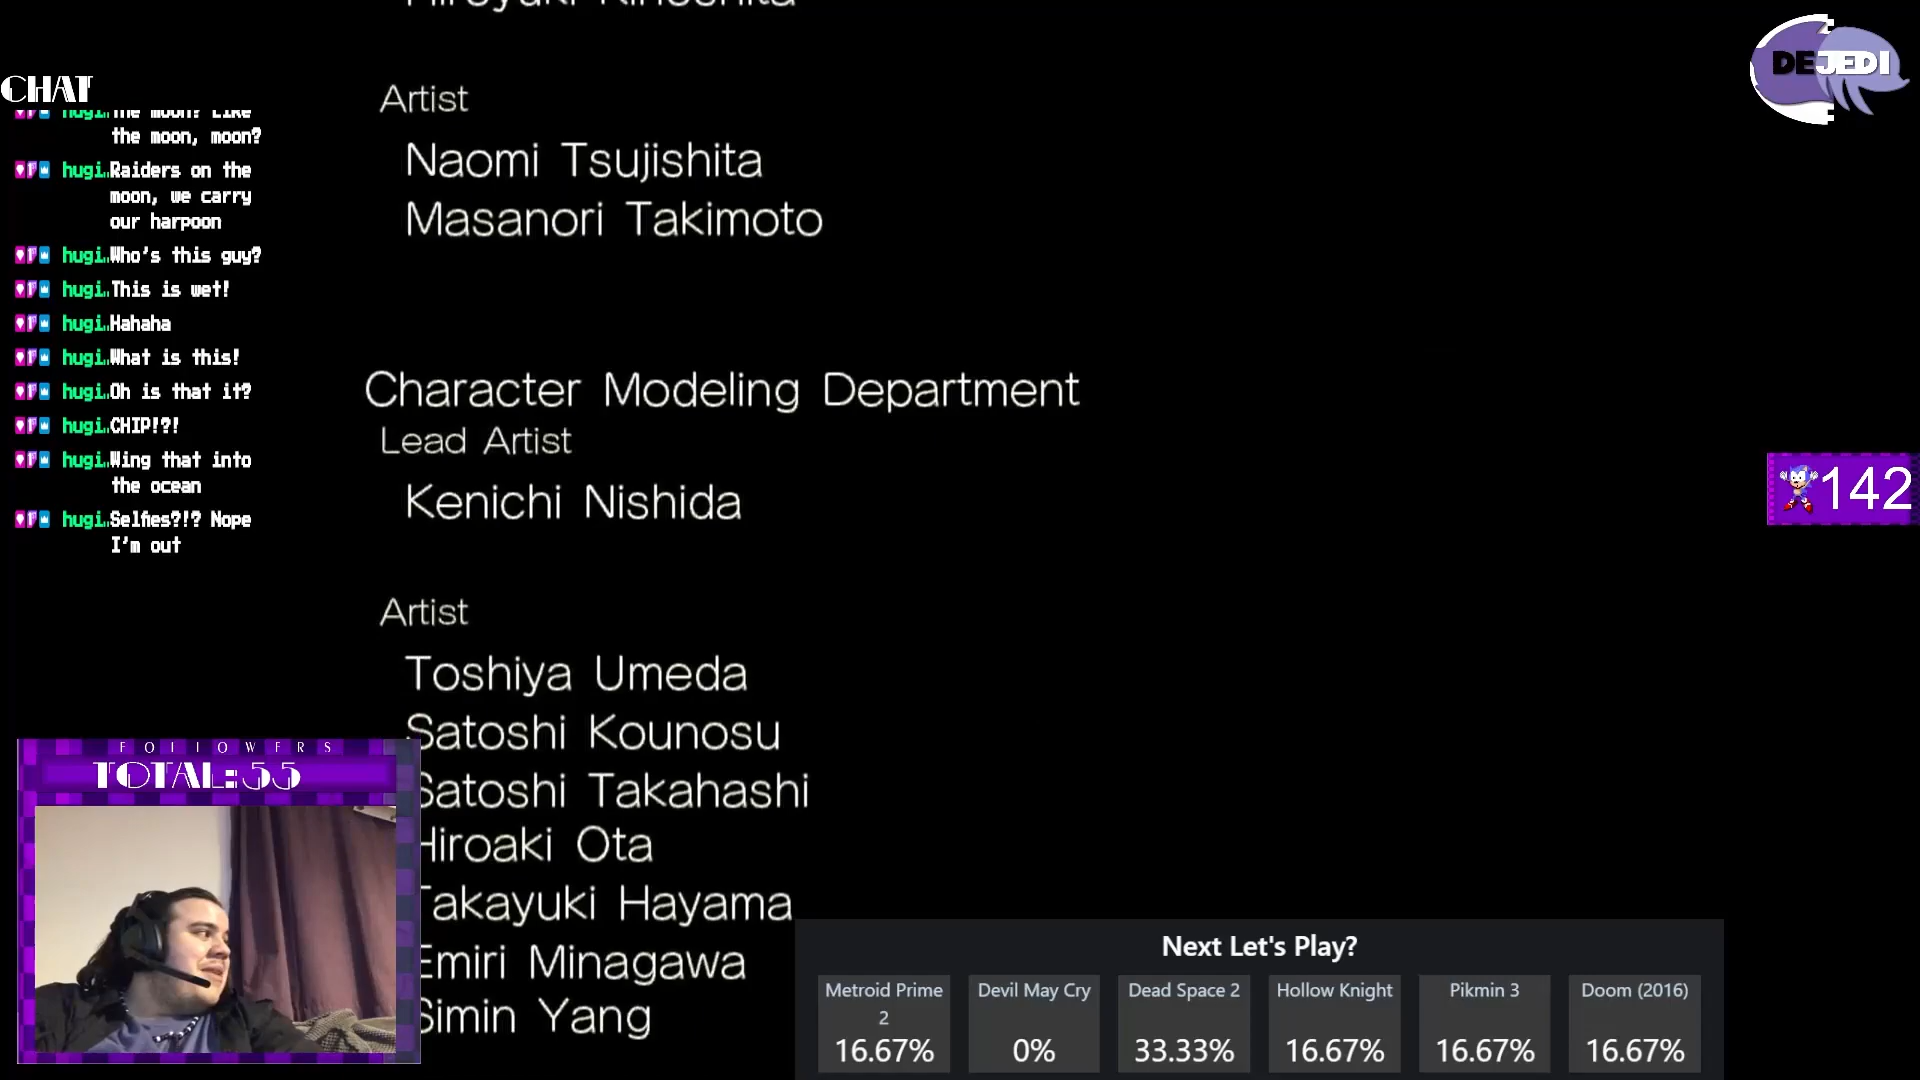 DEJEDI
CHAT
the moon, moon?
hugi..Raiders on the
moon, we carry
our harpoon
hugi..Who's this guy?
hugi..This is wet!
hugi..Hahaha
hugi..What is this!
hugi..Oh is that it?
hugi..CHIP!?!
hugi..Wing that into
the ocean
hugi..Selfies?!? Nope
I'm out
Artist
Naomi Tsujishita
Masanori Takimoto
Character Modeling Department
Lead Artist
Kenichi Nishida
Artist
Toshiya Umeda
Satoshi Kounosu
Satoshi Takahashi
Hiroaki Ota
Takayuki Hayama
Emiri Minagawa
Simin Yang
142
FOLLOWERS
TOTAL:55
Next Let's Play?
Metroid Prime
2
16.67%
Devil May Cry
0%
Dead Space 2
33.33%
Hollow Knight
16.67%
Pikmin 3
16.67%
Doom (2016)
16.67%